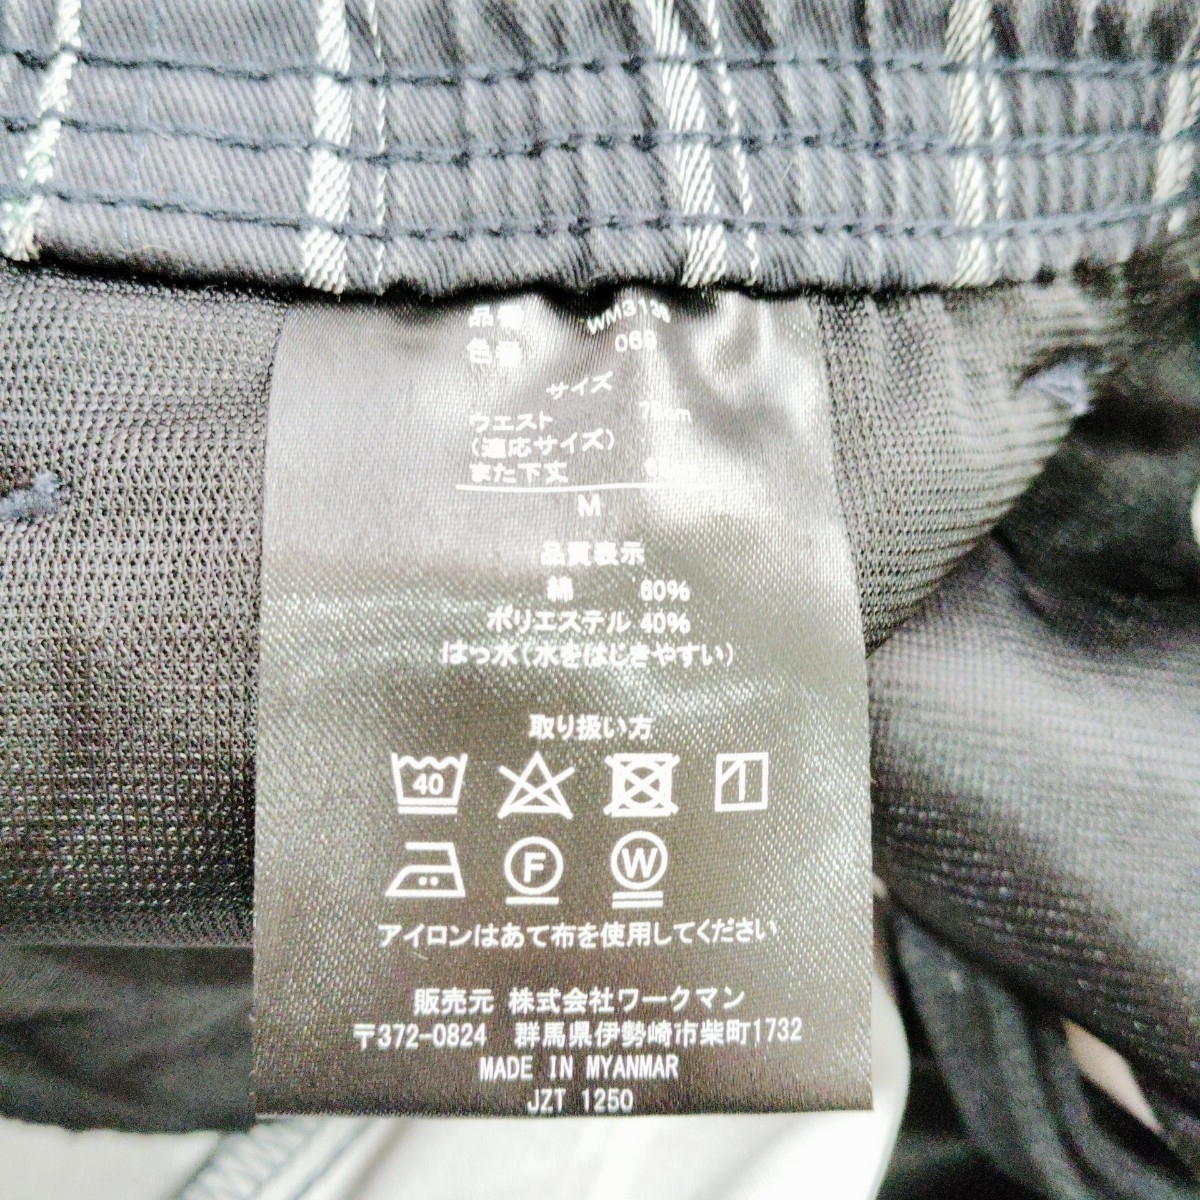 品番 WM3136
色番
サイズ
ウエスト
(適応サイズ)
また下丈
M
品質表示
綿 60%
ポリエステル 40%
はっ水(水をはじきやすい)
取り扱い方
40
F W
アイロンはあて布を使用してください
販売元 株式会社ワークマン
〒372-0824 群馬県伊勢崎市柴町1732
MADE IN MYANMAR
JZT 1250